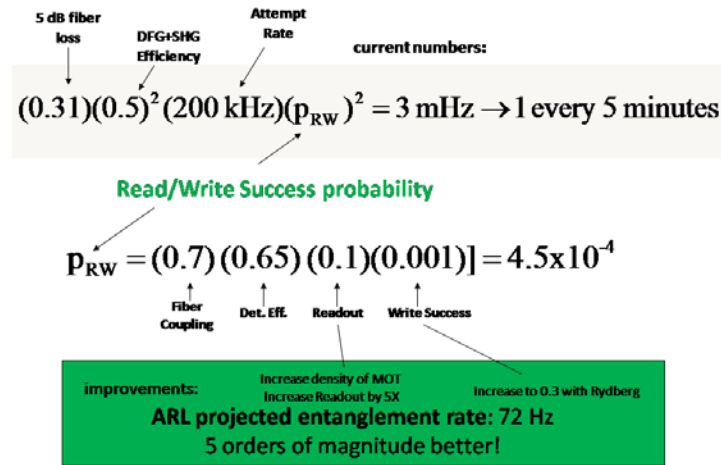 5 dB fiber
loss
DFG+SHG
Efficiency
Attempt
Rate
current numbers:
(0.31)(0.5)² (200 kHz)(p_RW)² = 3 mHz → 1 every 5 minutes
Read/Write Success probability
p_RW = (0.7) (0.65) (0.1)(0.001)] = 4.5x10⁻⁴
Fiber
Coupling
Det. Eff.
Readout
Write Success
improvements:
Increase density of MOT
Increase Readout by 5X
Increase to 0.3 with Rydberg
ARL projected entanglement rate: 72 Hz
5 orders of magnitude better!